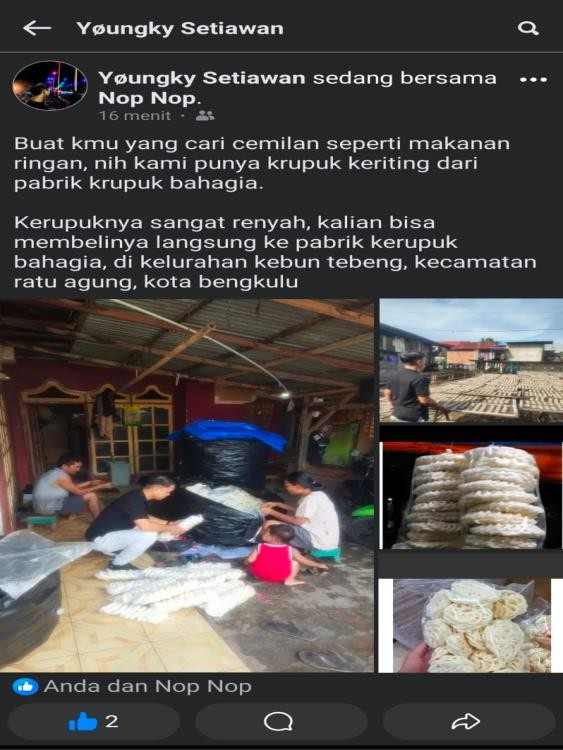 Yøungky Setiawan
Yøungky Setiawan sedang bersama
Nop Nop.
16 menit ·
Buat kmu yang cari cemilan seperti makanan
ringan, nih kami punya krupuk keriting dari
pabrik krupuk bahagia.
Kerupuknya sangat renyah, kalian bisa
membelinya langsung ke pabrik kerupuk
bahagia, di kelurahan kebun tebeng, kecamatan
ratu agung, kota bengkulu
Anda dan Nop Nop
2